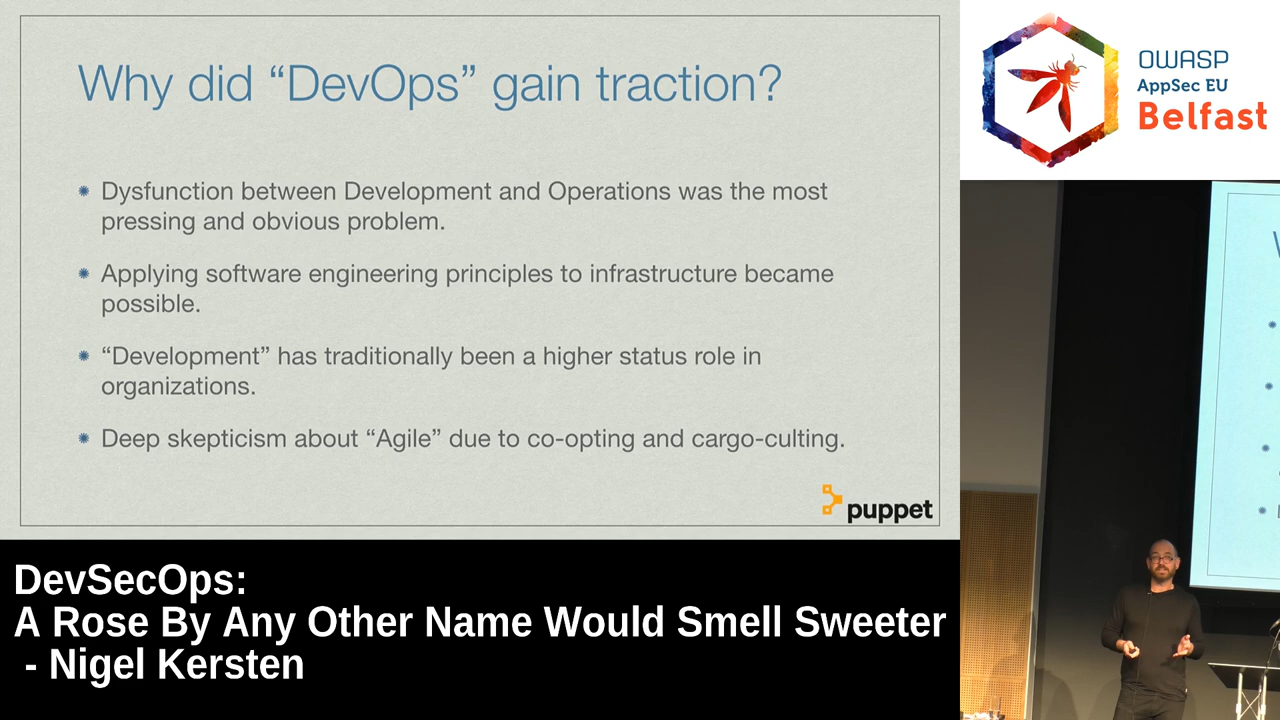 Why did “DevOps” gain traction?
Dysfunction between Development and Operations was the most
pressing and obvious problem.
Applying software engineering principles to infrastructure became
possible.
“Development” has traditionally been a higher status role in
organizations.
Deep skepticism about “Agile” due to co-opting and cargo-culting.
puppet
OWASP
AppSec EU
Belfast
DevSecOps:
A Rose By Any Other Name Would Smell Sweeter
- Nigel Kersten